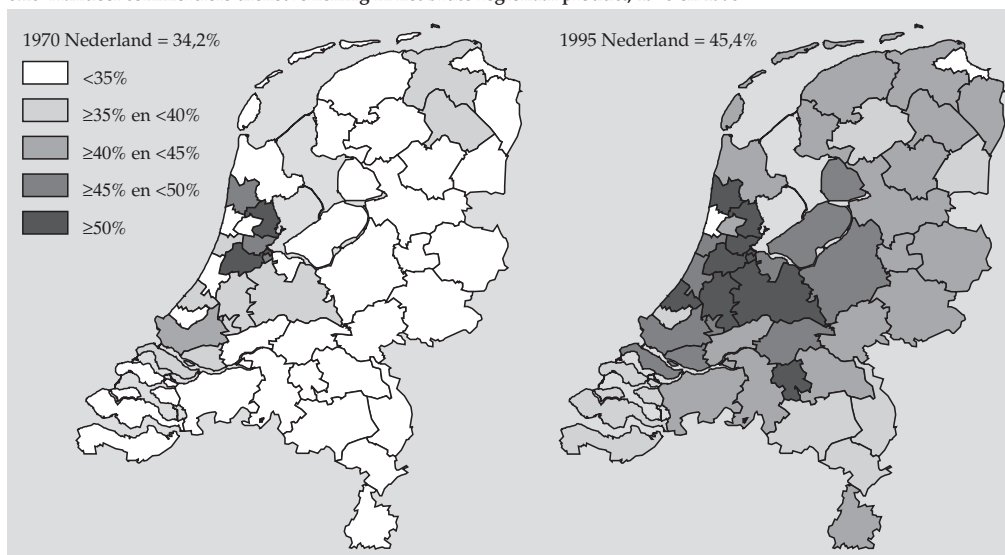 1970 Nederland = 34,2%
<35%
≥35% en <40%
≥40% en <45%
≥45% en <50%
≥50%
1995 Nederland = 45,4%